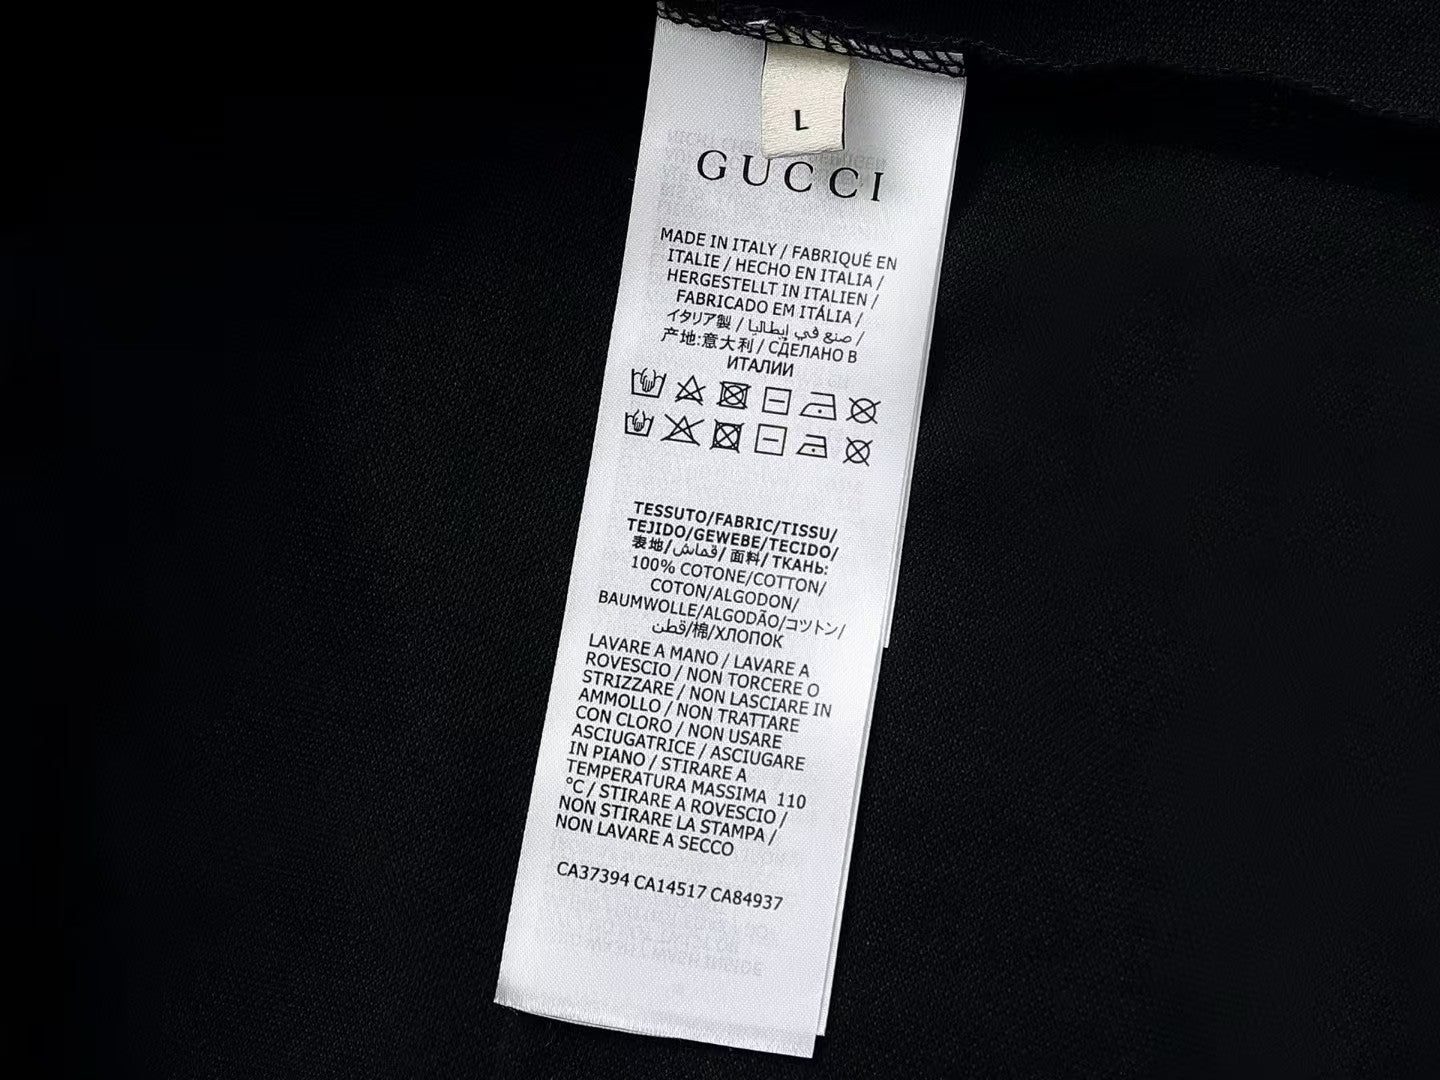 L
GUCCI
MADE IN ITALY / FABRIQUÉ EN
ITALIE / HECHO EN ITALIA /
HERGESTELLT IN ITALIEN /
FABRICADO EM ITÁLIA /
イタリア製 / صنع في إيطاليا /
产地:意大利 / СДЕЛАНО В
ИТАЛИИ
TESSUTO/FABRIC/TISSU/
TEJIDO/GEWEBE/TECIDO/
表地/قماش/面料/ТКАНЬ:
100% COTONE/COTTON/
COTON/ALGODON/
BAUMWOLLE/ALGODÃO/コットン/
قطن/棉/ХЛОПОК
LAVARE A MANO / LAVARE A
ROVESCIO / NON TORCERE O
STRIZZARE / NON LASCIARE IN
AMMOLLO / NON TRATTARE
CON CLORO / NON USARE
ASCIUGATRICE / ASCIUGARE
IN PIANO / STIRARE A
TEMPERATURA MASSIMA 110
°C / STIRARE A ROVESCIO /
NON STIRARE LA STAMPA /
NON LAVARE A SECCO
CA37394 CA14517 CA84937